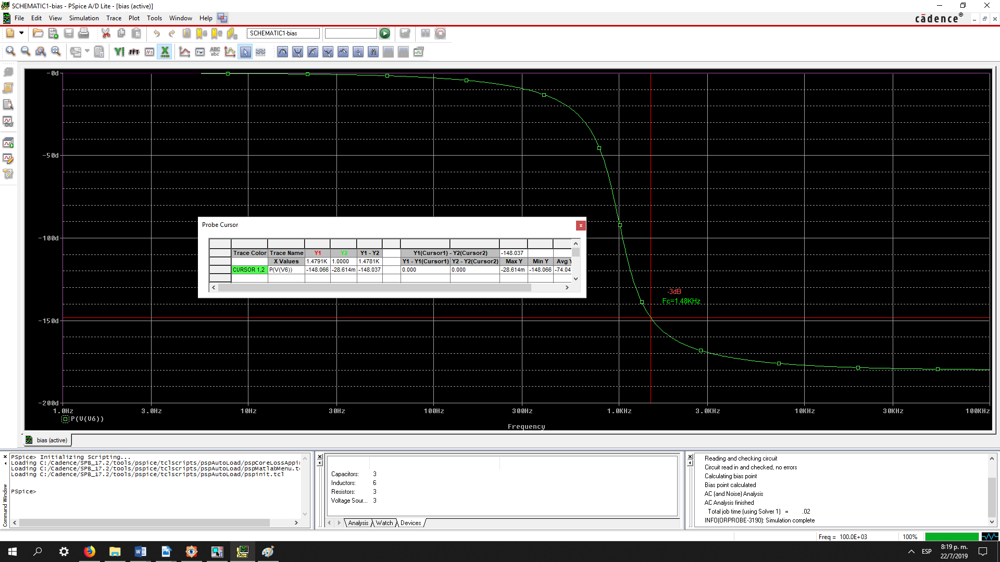 SCHEMATIC1-bias - PSpice A/D Lite - [bias (active)]
File Edit View Simulation Trace Plot Tools Window Help
cādence®
SCHEMATIC1-bias
FFT
ABC
abc
-0d
-50d
-100d
-150d
-200d
Probe Cursor
Trace Color Trace Name Y1 Y2 Y1 - Y2 Y1(Cursor1) - Y2(Cursor2) -148.037
X Values 1.4791K 1.0000 1.4781K Y1 - Y1(Cursor1) Y2 - Y2(Cursor2) Max Y Min Y Avg Y
CURSOR 1,2 P(V(V6)) -148.066 -28.614m -148.037 0.000 0.000 -28.614m -148.066 -74.04
-3dB
Fc=1.48KHz
1.0Hz 3.0Hz 10Hz 30Hz 100Hz 300Hz 1.0KHz 3.0KHz 10KHz 30KHz 100KHz
P(V(V6))
Frequency
bias (active)
Command Window
PSpice> Initializing Scripting...
Loading C:/Cadence/SPB_17.2/tools/pspice/tclscripts/pspAutoLoad/pspCoreLossAppin
Loading C:/Cadence/SPB_17.2/tools/pspice/tclscripts/pspAutoLoad/pspMatlabMenu.t
Loading C:/Cadence/SPB_17.2/tools/pspice/tclscripts/pspAutoLoad/pspinit.tcl
PSpice>
Capacitors: 3
Inductors: 6
Resistors: 3
Voltage Sour... 3
Analysis Watch Devices
Reading and checking circuit
Circuit read in and checked, no errors
Calculating bias point
Bias point calculated
AC (and Noise) Analysis
AC Analysis finished
Total job time (using Solver 1) = .02
INFO(ORPROBE-3190): Simulation complete
Freq = 100.0E+03 100%
ESP
8:19 p. m.
22/7/2019